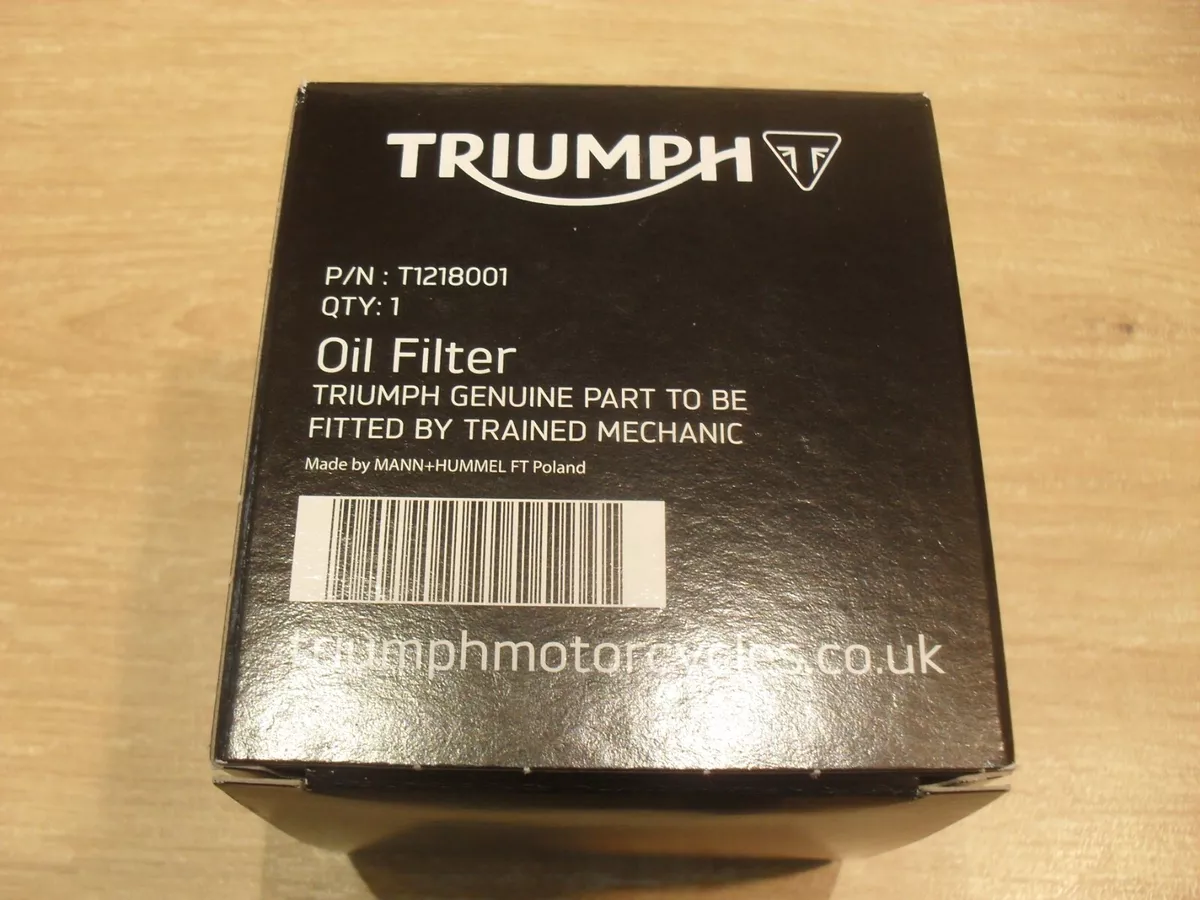 TRIUMPH
P/N : T1218001
QTY: 1
Oil Filter
TRIUMPH GENUINE PART TO BE
FITTED BY TRAINED MECHANIC
Made by MANN+HUMMEL FT Poland
triumphmotorcycles.co.uk